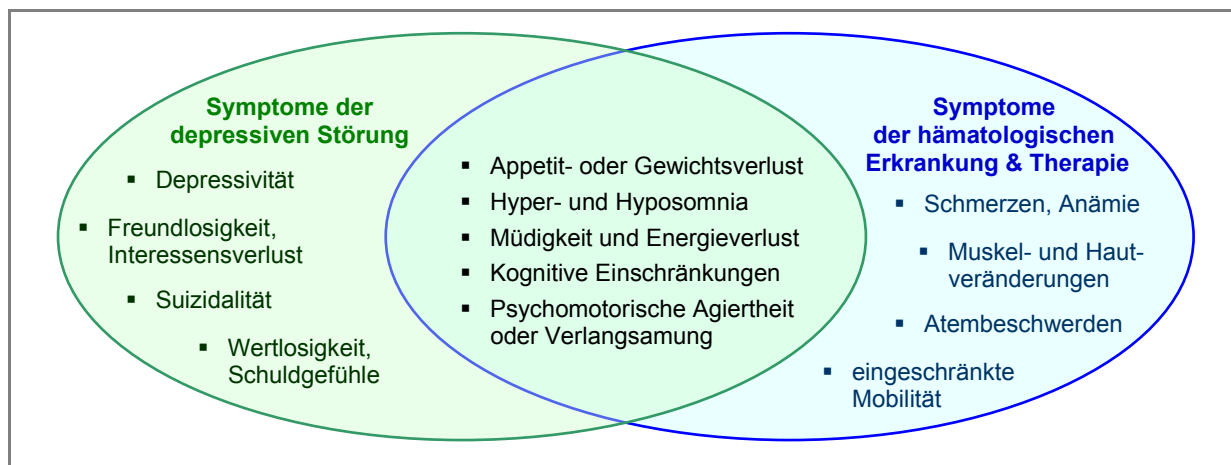 Symptome der
depressiven Störung
▪ Depressivität
▪ Freundlosigkeit,
Interessensverlust
▪ Suizidalität
▪ Wertlosigkeit,
Schuldgefühle
▪ Appetit- oder Gewichtsverlust
▪ Hyper- und Hyposomnia
▪ Müdigkeit und Energieverlust
▪ Kognitive Einschränkungen
▪ Psychomotorische Agiertheit
oder Verlangsamung
Symptome
der hämatologischen
Erkrankung & Therapie
▪ Schmerzen, Anämie
▪ Muskel- und Haut-
veränderungen
▪ Atembeschwerden
▪ eingeschränkte
Mobilität